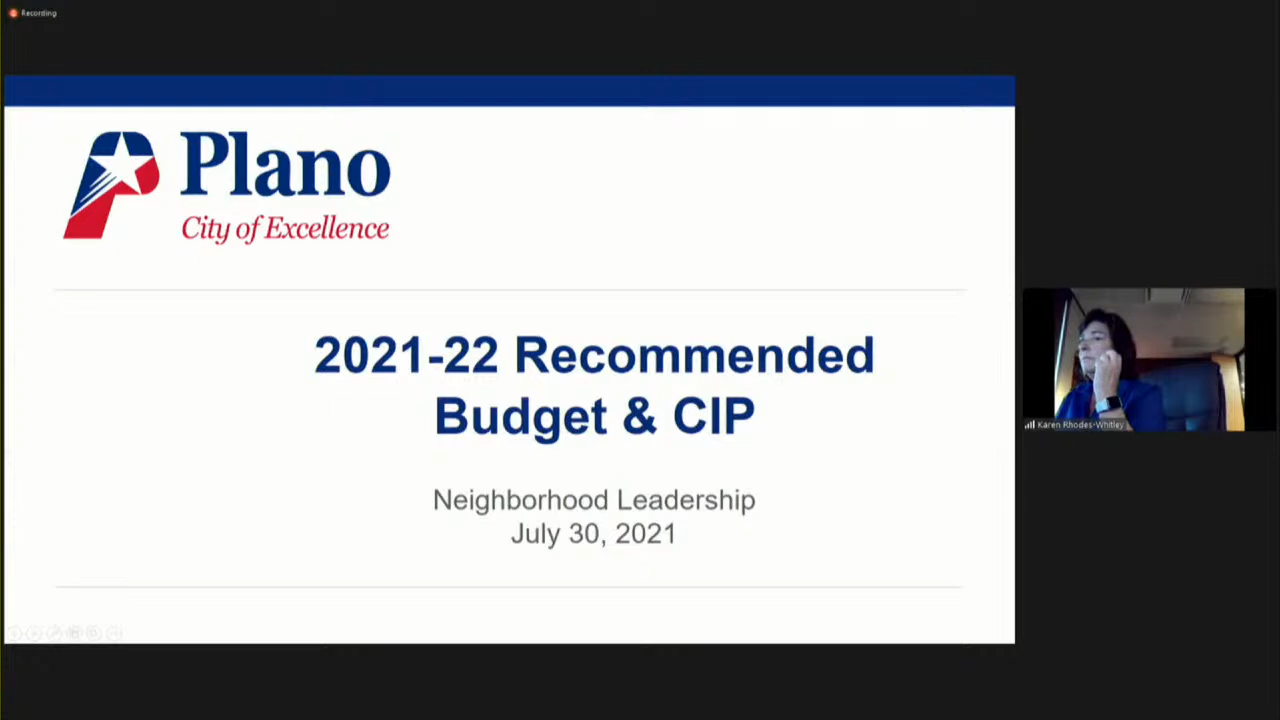 Recording
Plano
City of Excellence
2021-22 Recommended
Budget & CIP
Neighborhood Leadership
July 30, 2021
Karen Rhodes-Whitley